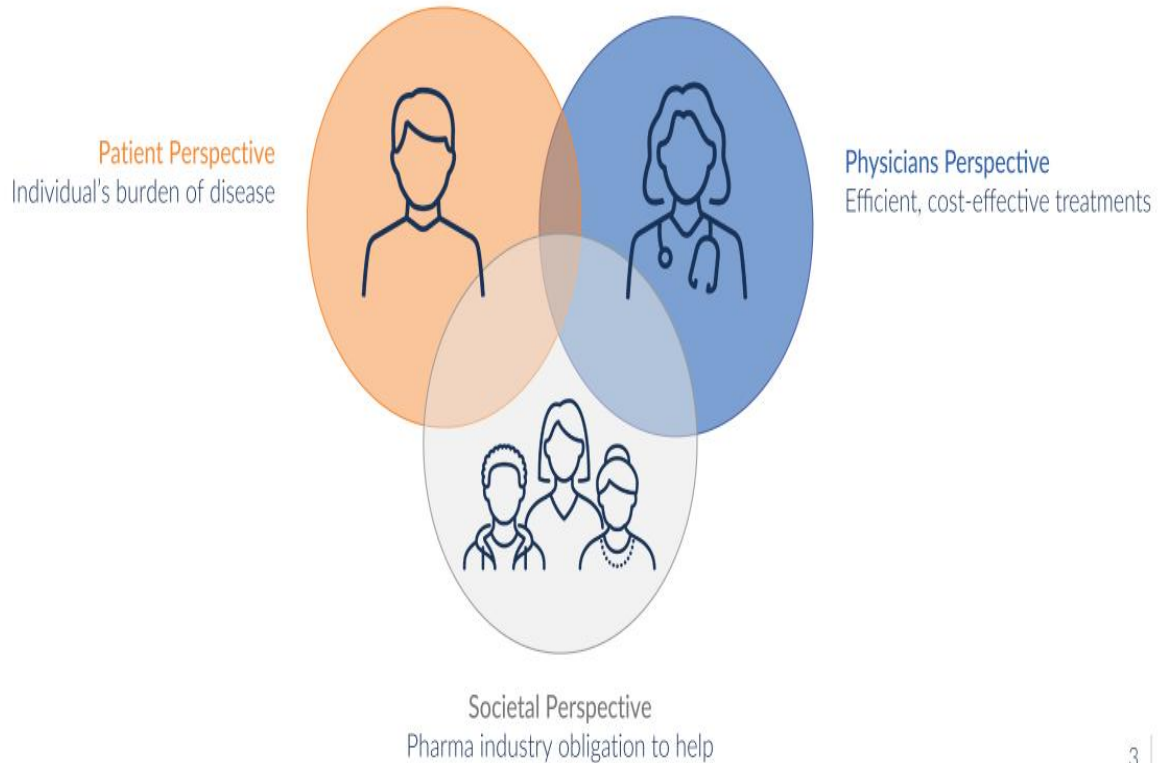 Patient Perspective
Individual's burden of disease
Physicians Perspective
Efficient, cost-effective treatments
Societal Perspective
Pharma industry obligation to help
3